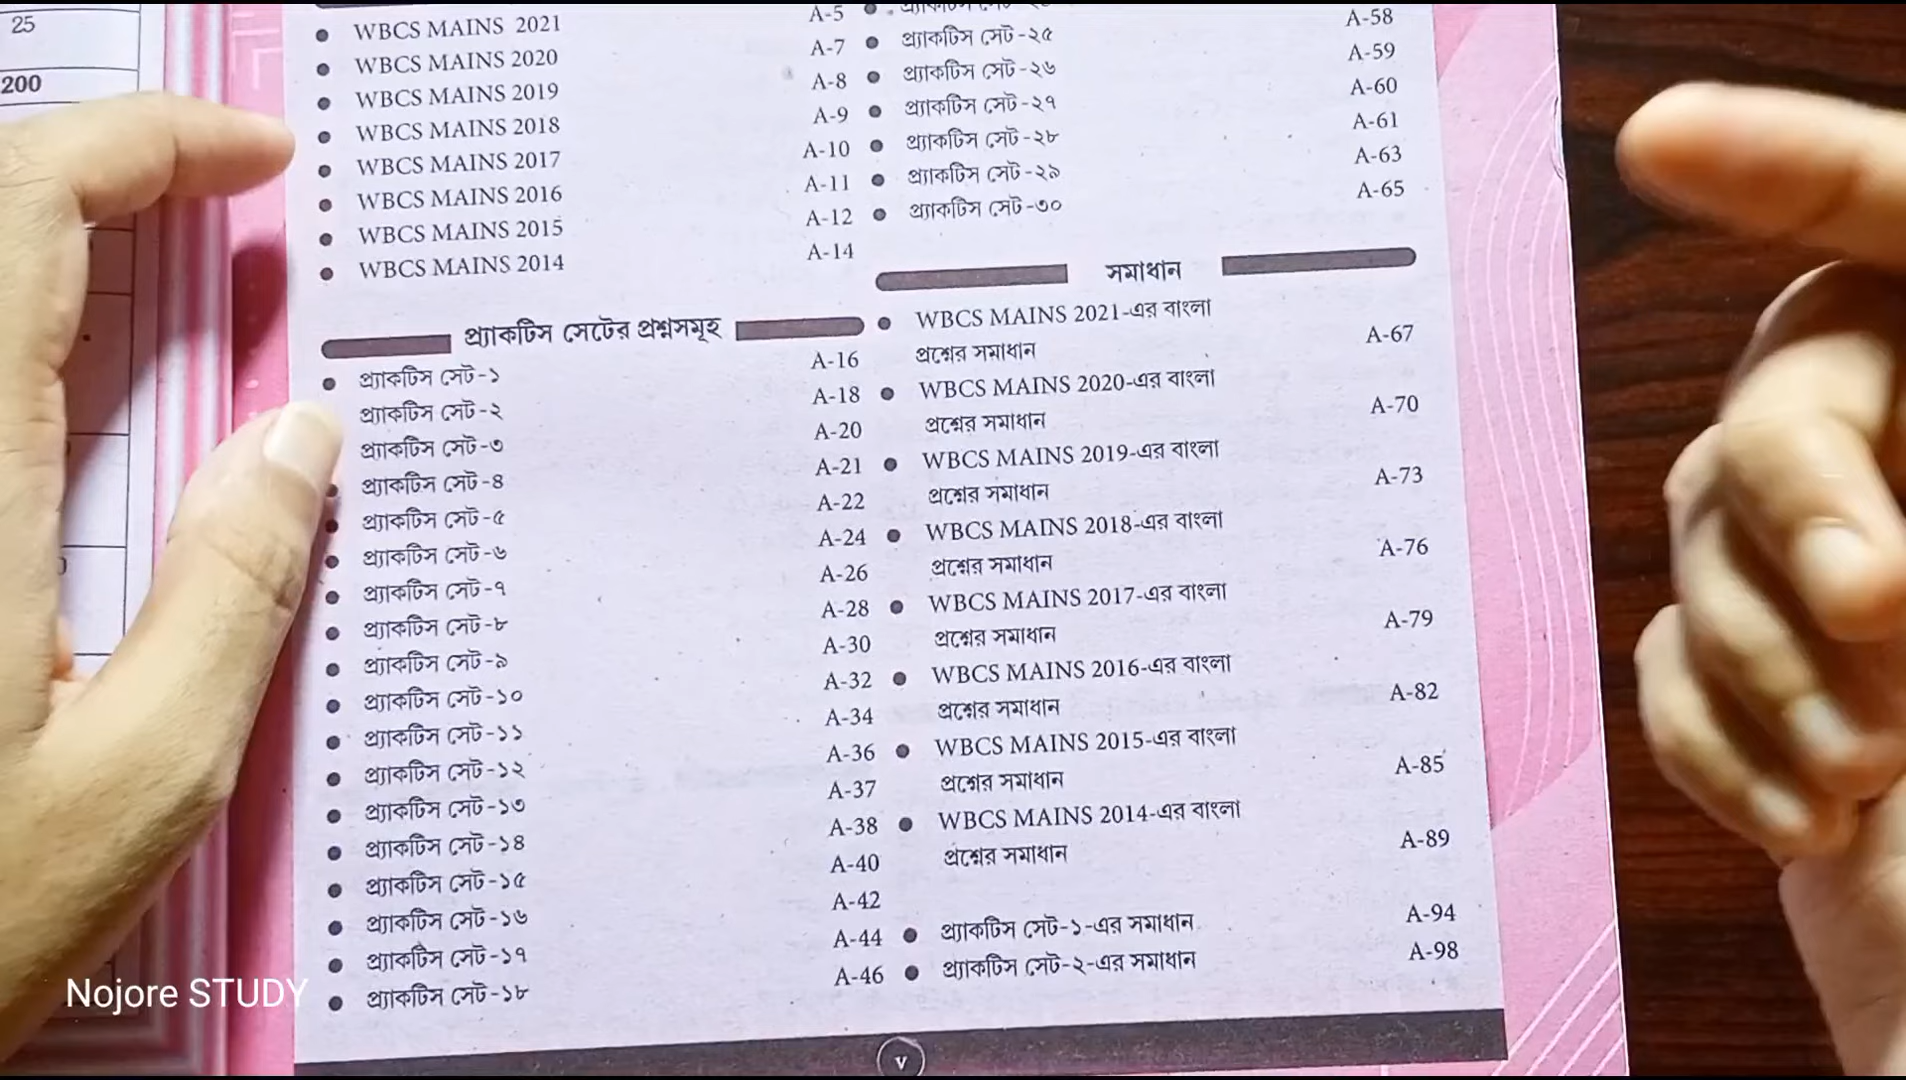 25
200
WBCS MAINS 2021 A-5
WBCS MAINS 2020 A-7
WBCS MAINS 2019 A-8
WBCS MAINS 2018 A-9
WBCS MAINS 2017 A-10
WBCS MAINS 2016 A-11
WBCS MAINS 2015 A-12
WBCS MAINS 2014 A-14
প্র্যাকটিস সেটের প্রশ্নসমূহ
প্র্যাকটিস সেট-১ A-16
প্র্যাকটিস সেট-২ A-18
প্র্যাকটিস সেট-৩ A-20
প্র্যাকটিস সেট-৪ A-21
প্র্যাকটিস সেট-৫ A-22
প্র্যাকটিস সেট-৬ A-24
প্র্যাকটিস সেট-৭ A-26
প্র্যাকটিস সেট-৮ A-28
প্র্যাকটিস সেট-৯ A-30
প্র্যাকটিস সেট-১০ A-32
প্র্যাকটিস সেট-১১ A-34
প্র্যাকটিস সেট-১২ A-36
প্র্যাকটিস সেট-১৩ A-37
প্র্যাকটিস সেট-১৪ A-38
প্র্যাকটিস সেট-১৫ A-40
প্র্যাকটিস সেট-১৬ A-42
প্র্যাকটিস সেট-১৭ A-44
প্র্যাকটিস সেট-১৮ A-46
প্র্যাকটিস সেট-২৫ A-58
প্র্যাকটিস সেট-২৬ A-59
প্র্যাকটিস সেট-২৭ A-60
প্র্যাকটিস সেট-২৮ A-61
প্র্যাকটিস সেট-২৯ A-63
প্র্যাকটিস সেট-৩০ A-65
সমাধান
WBCS MAINS 2021-এর বাংলা
প্রশ্নের সমাধান A-67
WBCS MAINS 2020-এর বাংলা
প্রশ্নের সমাধান A-70
WBCS MAINS 2019-এর বাংলা
প্রশ্নের সমাধান A-73
WBCS MAINS 2018-এর বাংলা
প্রশ্নের সমাধান A-76
WBCS MAINS 2017-এর বাংলা
প্রশ্নের সমাধান A-79
WBCS MAINS 2016-এর বাংলা
প্রশ্নের সমাধান A-82
WBCS MAINS 2015-এর বাংলা
প্রশ্নের সমাধান A-85
WBCS MAINS 2014-এর বাংলা
প্রশ্নের সমাধান A-89
প্র্যাকটিস সেট-১-এর সমাধান A-94
প্র্যাকটিস সেট-২-এর সমাধান A-98
v
Nojore STUDY